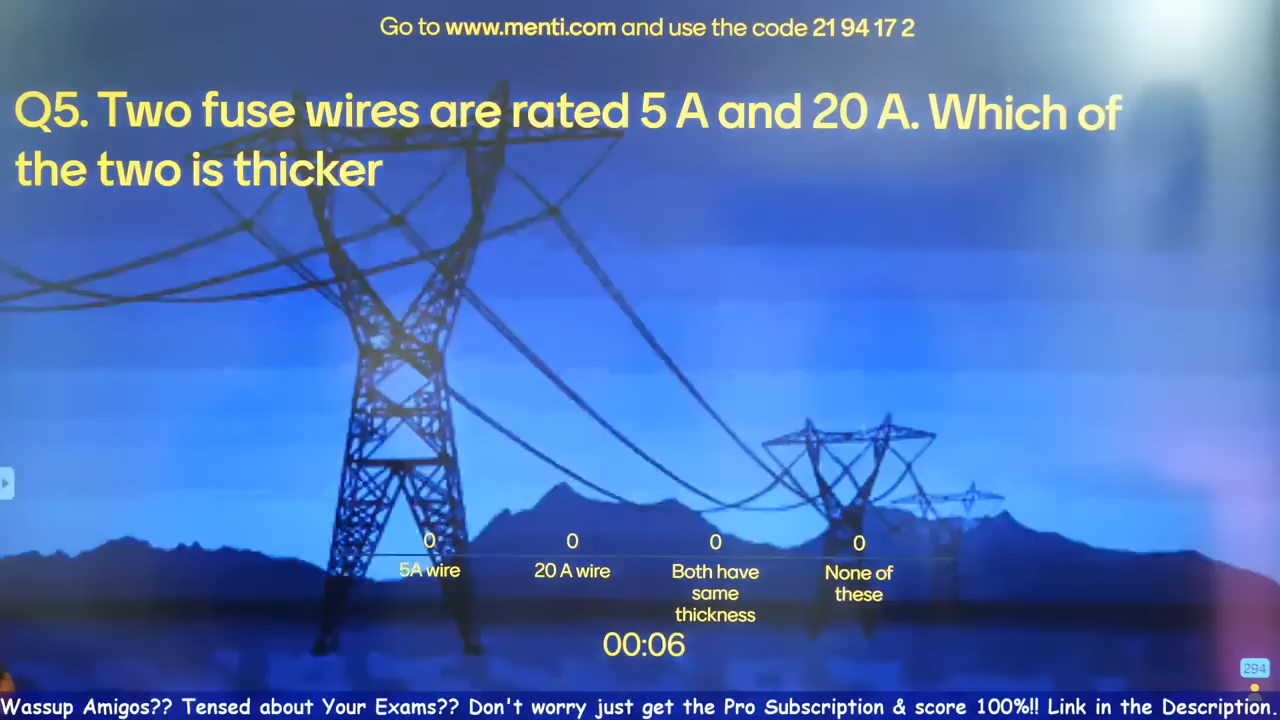 Go to www.menti.com and use the code 21 94 17 2
Q5. Two fuse wires are rated 5 A and 20 A. Which of
the two is thicker
0
0
0
0
5A wire
20 A wire
Both have
same
thickness
None of
these
00:06
294
Wassup Amigos?? Tensed about Your Exams?? Don't worry just get the Pro Subscription & score 100%!! Link in the Description.